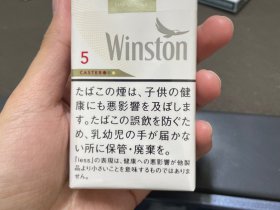 Winston
5
CASTER
たばこの煙は、子供の健
康にも悪影響を及ぼしま
す。たばこの誤飲を防ぐた
め、乳幼児の手が届かな
い所に保管・廃棄を。
「less」の表現は、健康への悪影響が他製
品より小さいことを意味するものではありま
せん。